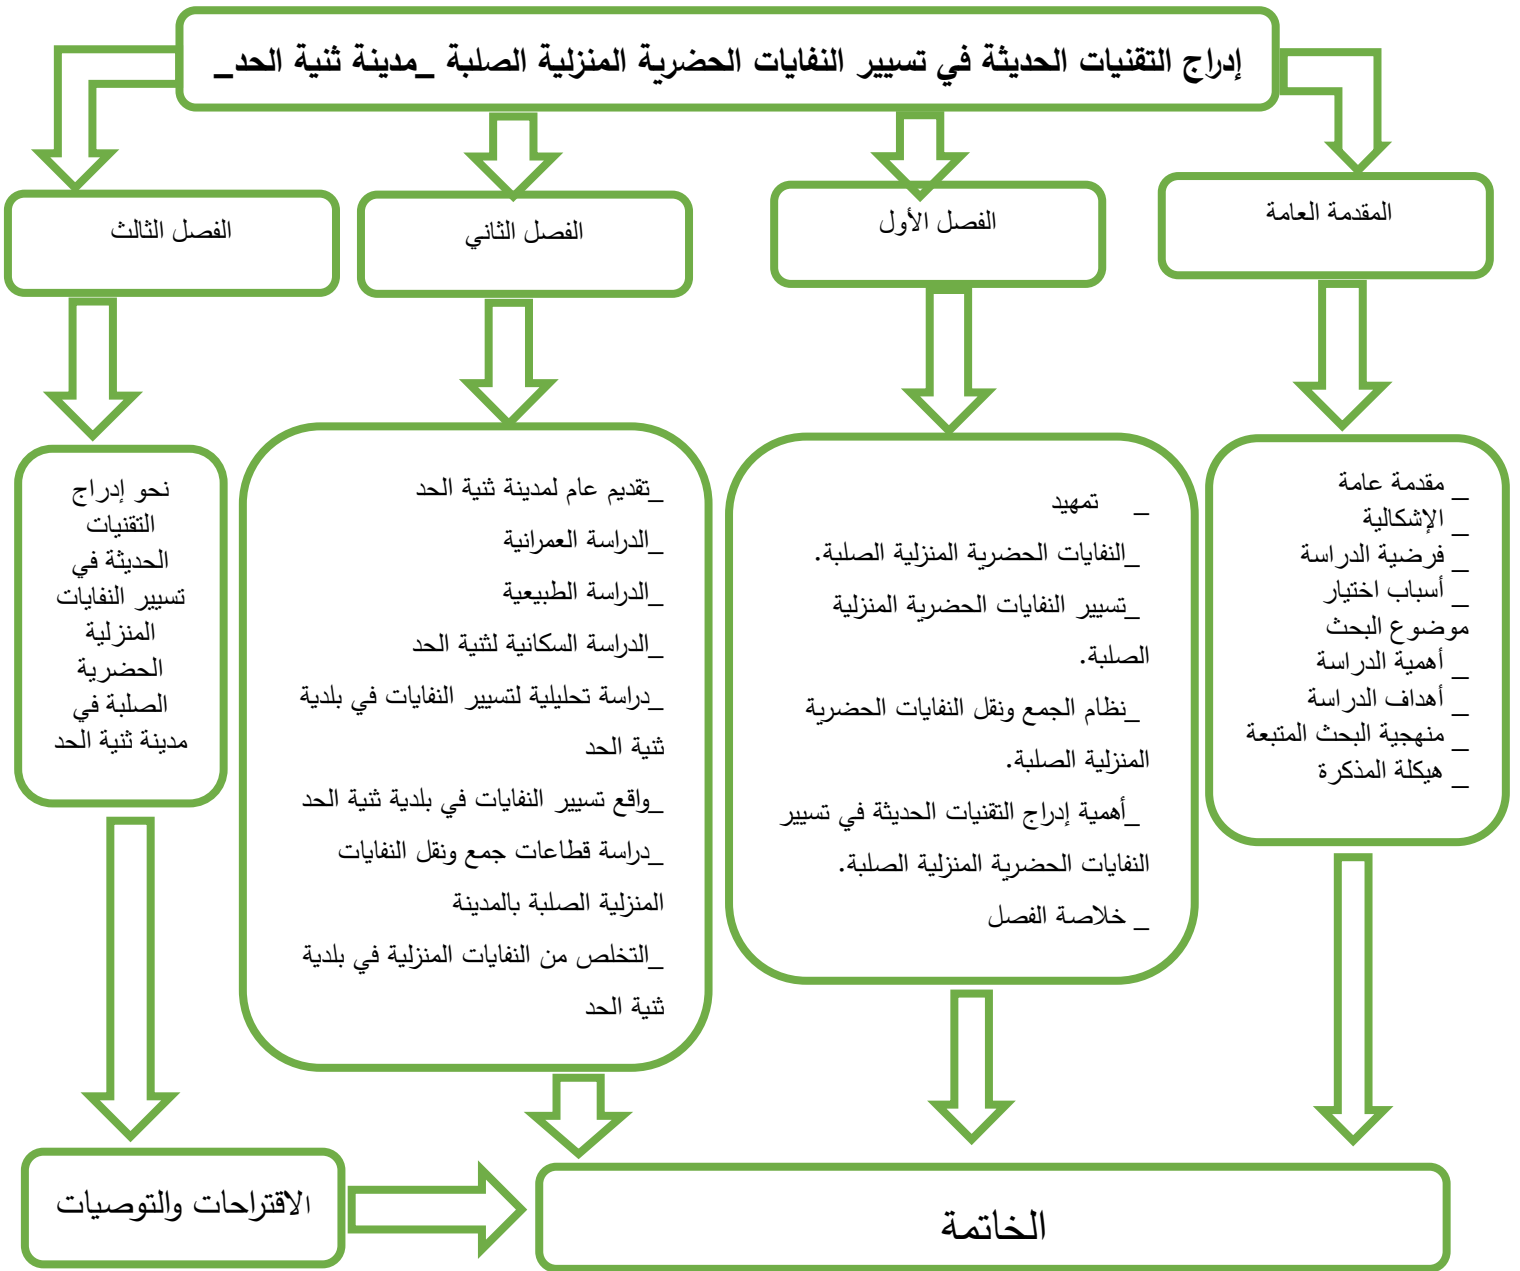 إدراج التقنيات الحديثة في تسيير النفايات الحضرية المنزلية الصلبة _مدينة ثنية الحد_
المقدمة العامة
الفصل الأول
الفصل الثاني
الفصل الثالث
_ مقدمة عامة
_ الإشكالية
_ فرضية الدراسة
_ أسباب اختيار
موضوع البحث
_ أهمية الدراسة
_ أهداف الدراسة
_ منهجية البحث المتبعة
_ هيكلة المذكرة
_ تمهيد
_النفايات الحضرية المنزلية الصلبة.
_تسيير النفايات الحضرية المنزلية
الصلبة.
_نظام الجمع ونقل النفايات الحضرية
المنزلية الصلبة.
_أهمية إدراج التقنيات الحديثة في تسيير
النفايات الحضرية المنزلية الصلبة.
_ خلاصة الفصل
_تقديم عام لمدينة ثنية الحد
_الدراسة العمرانية
_الدراسة الطبيعية
_الدراسة السكانية لثنية الحد
_دراسة تحليلية لتسيير النفايات في بلدية
ثنية الحد
_واقع تسيير النفايات في بلدية ثنية الحد
_دراسة قطاعات جمع ونقل النفايات
المنزلية الصلبة بالمدينة
_التخلص من النفايات المنزلية في بلدية
ثنية الحد
نحو إدراج
التقنيات
الحديثة في
تسيير النفايات
المنزلية
الحضرية
الصلبة في
مدينة ثنية الحد
الاقتراحات والتوصيات
الخاتمة